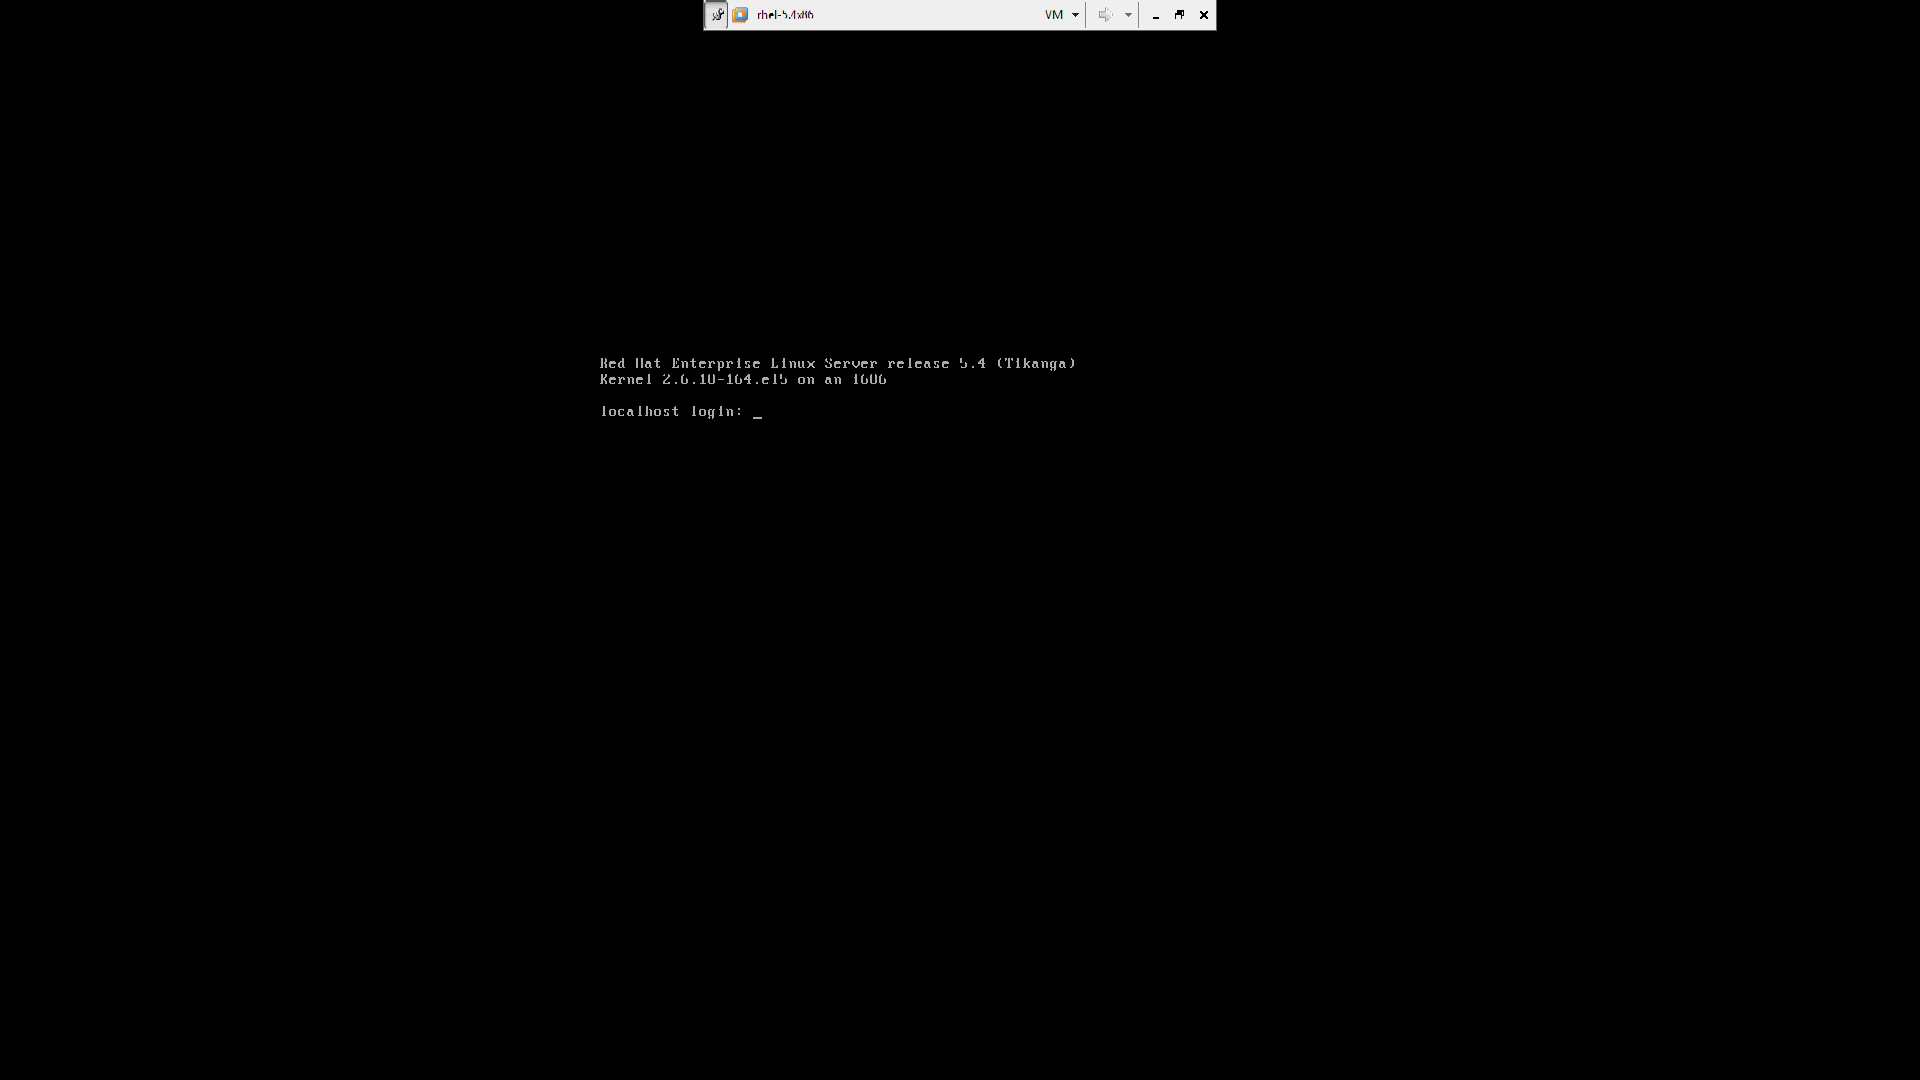 rhel-5.4x86
VM
Red Hat Enterprise Linux Server release 5.4 (Tikanga)
Kernel 2.6.18-164.el5 on an i686
localhost login: _